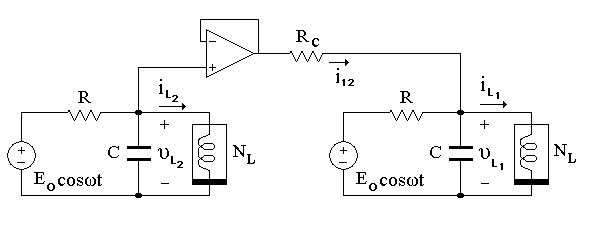 R_C
i_12
i_L2
i_L1
R
R
+
+
C
υ_L2
N_L
C
υ_L1
N_L
E_o cosωt
−
E_o cosωt
−